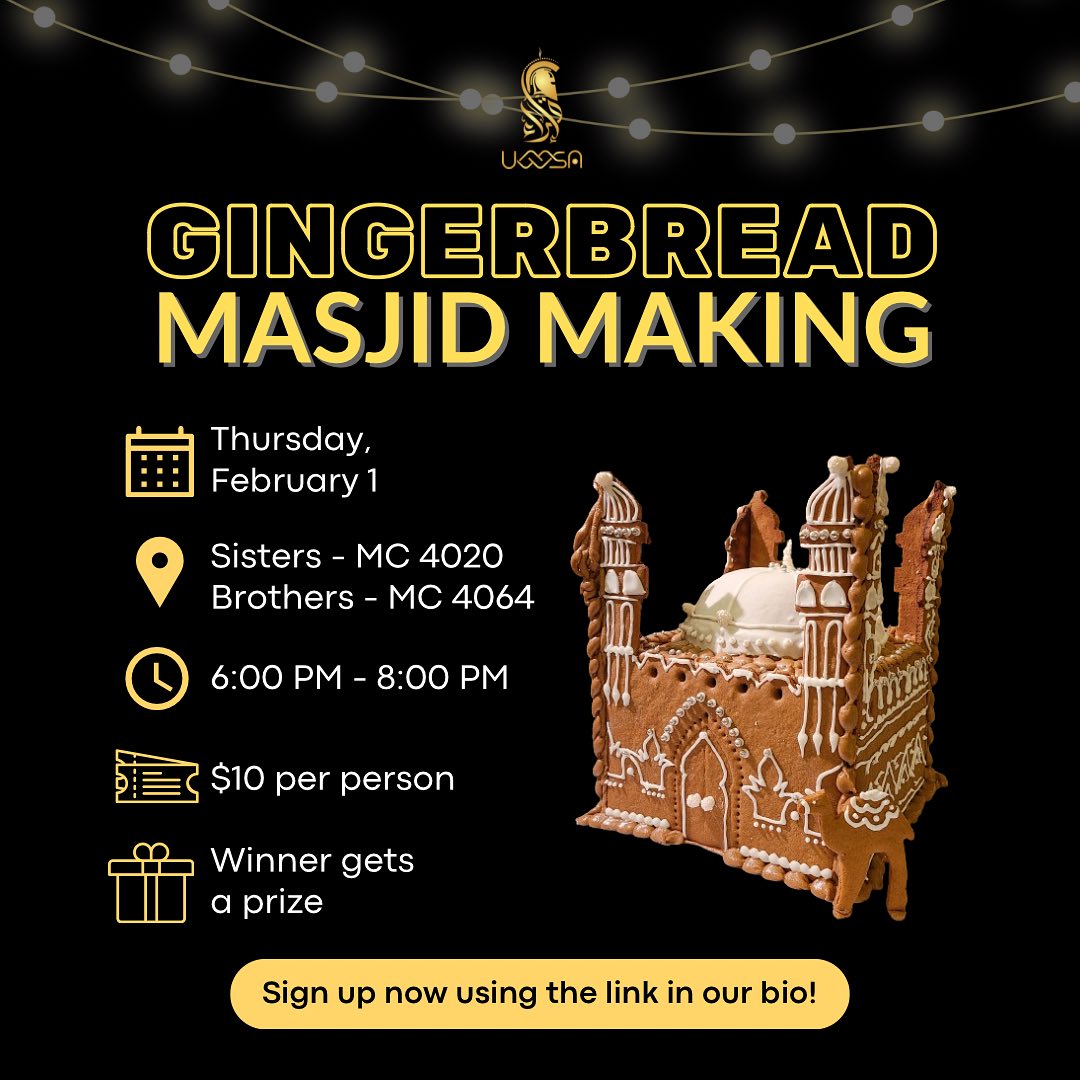 GINGERBREAD
MASJID MAKING
Thursday,
February 1
Sisters - MC 4020
Brothers - MC 4064
6:00 PM - 8:00 PM
$10 per person
Winner gets
a prize
Sign up now using the link in our bio!